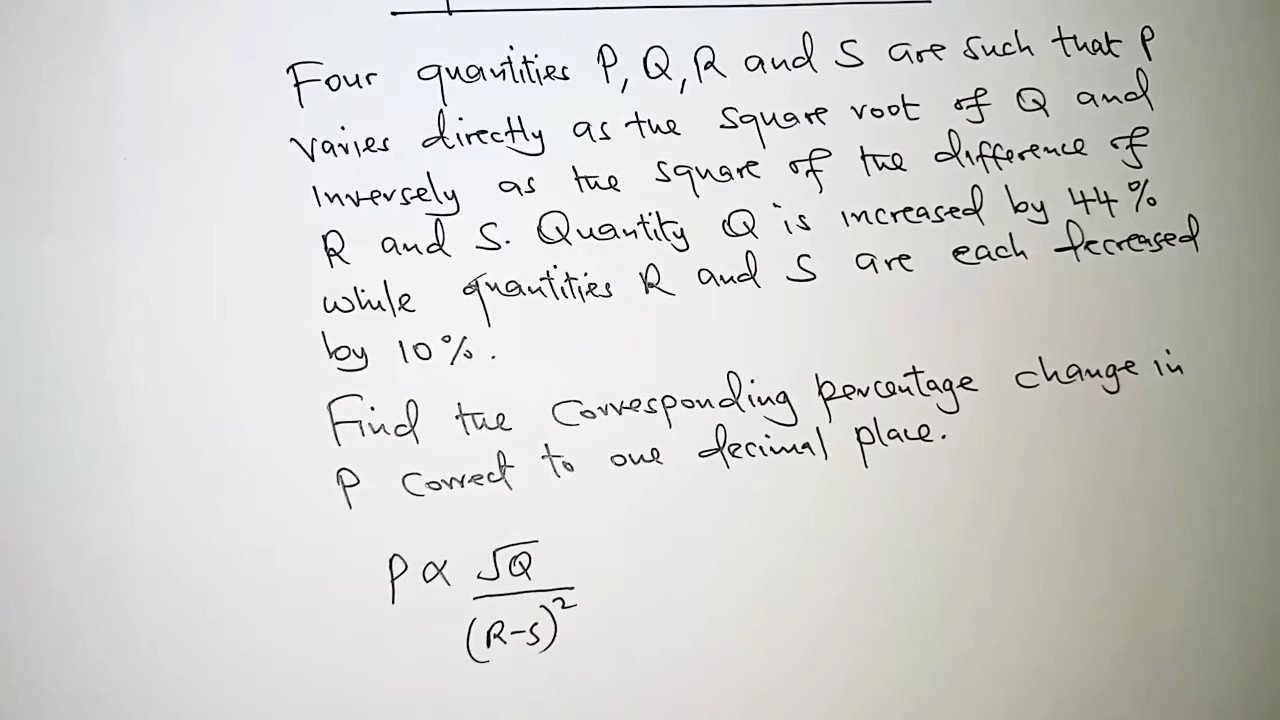 Four quantities P, Q, R and S are such that P
varies directly as the square root of Q and
Inversely as the square of the difference of
R and S. Quantity Q is increased by 44%
while quantities R and S are each decreased
by 10%.
Find the corresponding percentage change in
P correct to one decimal place.
P ∝ √Q
(R-S)²